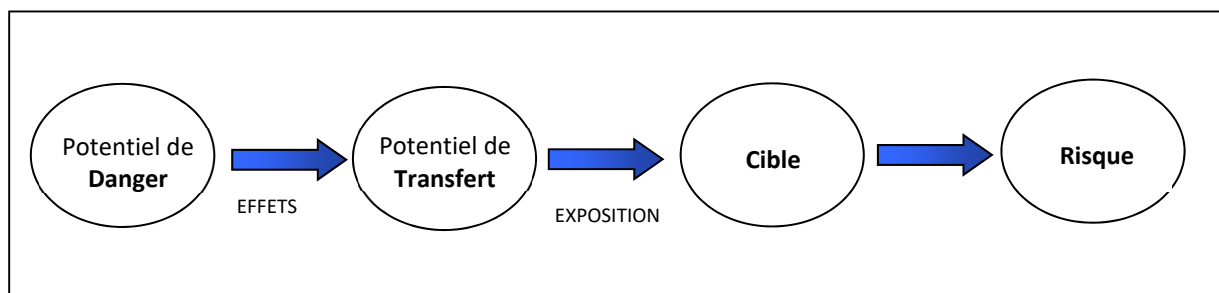 Potentiel de
Danger
EFFETS
Potentiel de
Transfert
EXPOSITION
Cible
Risque